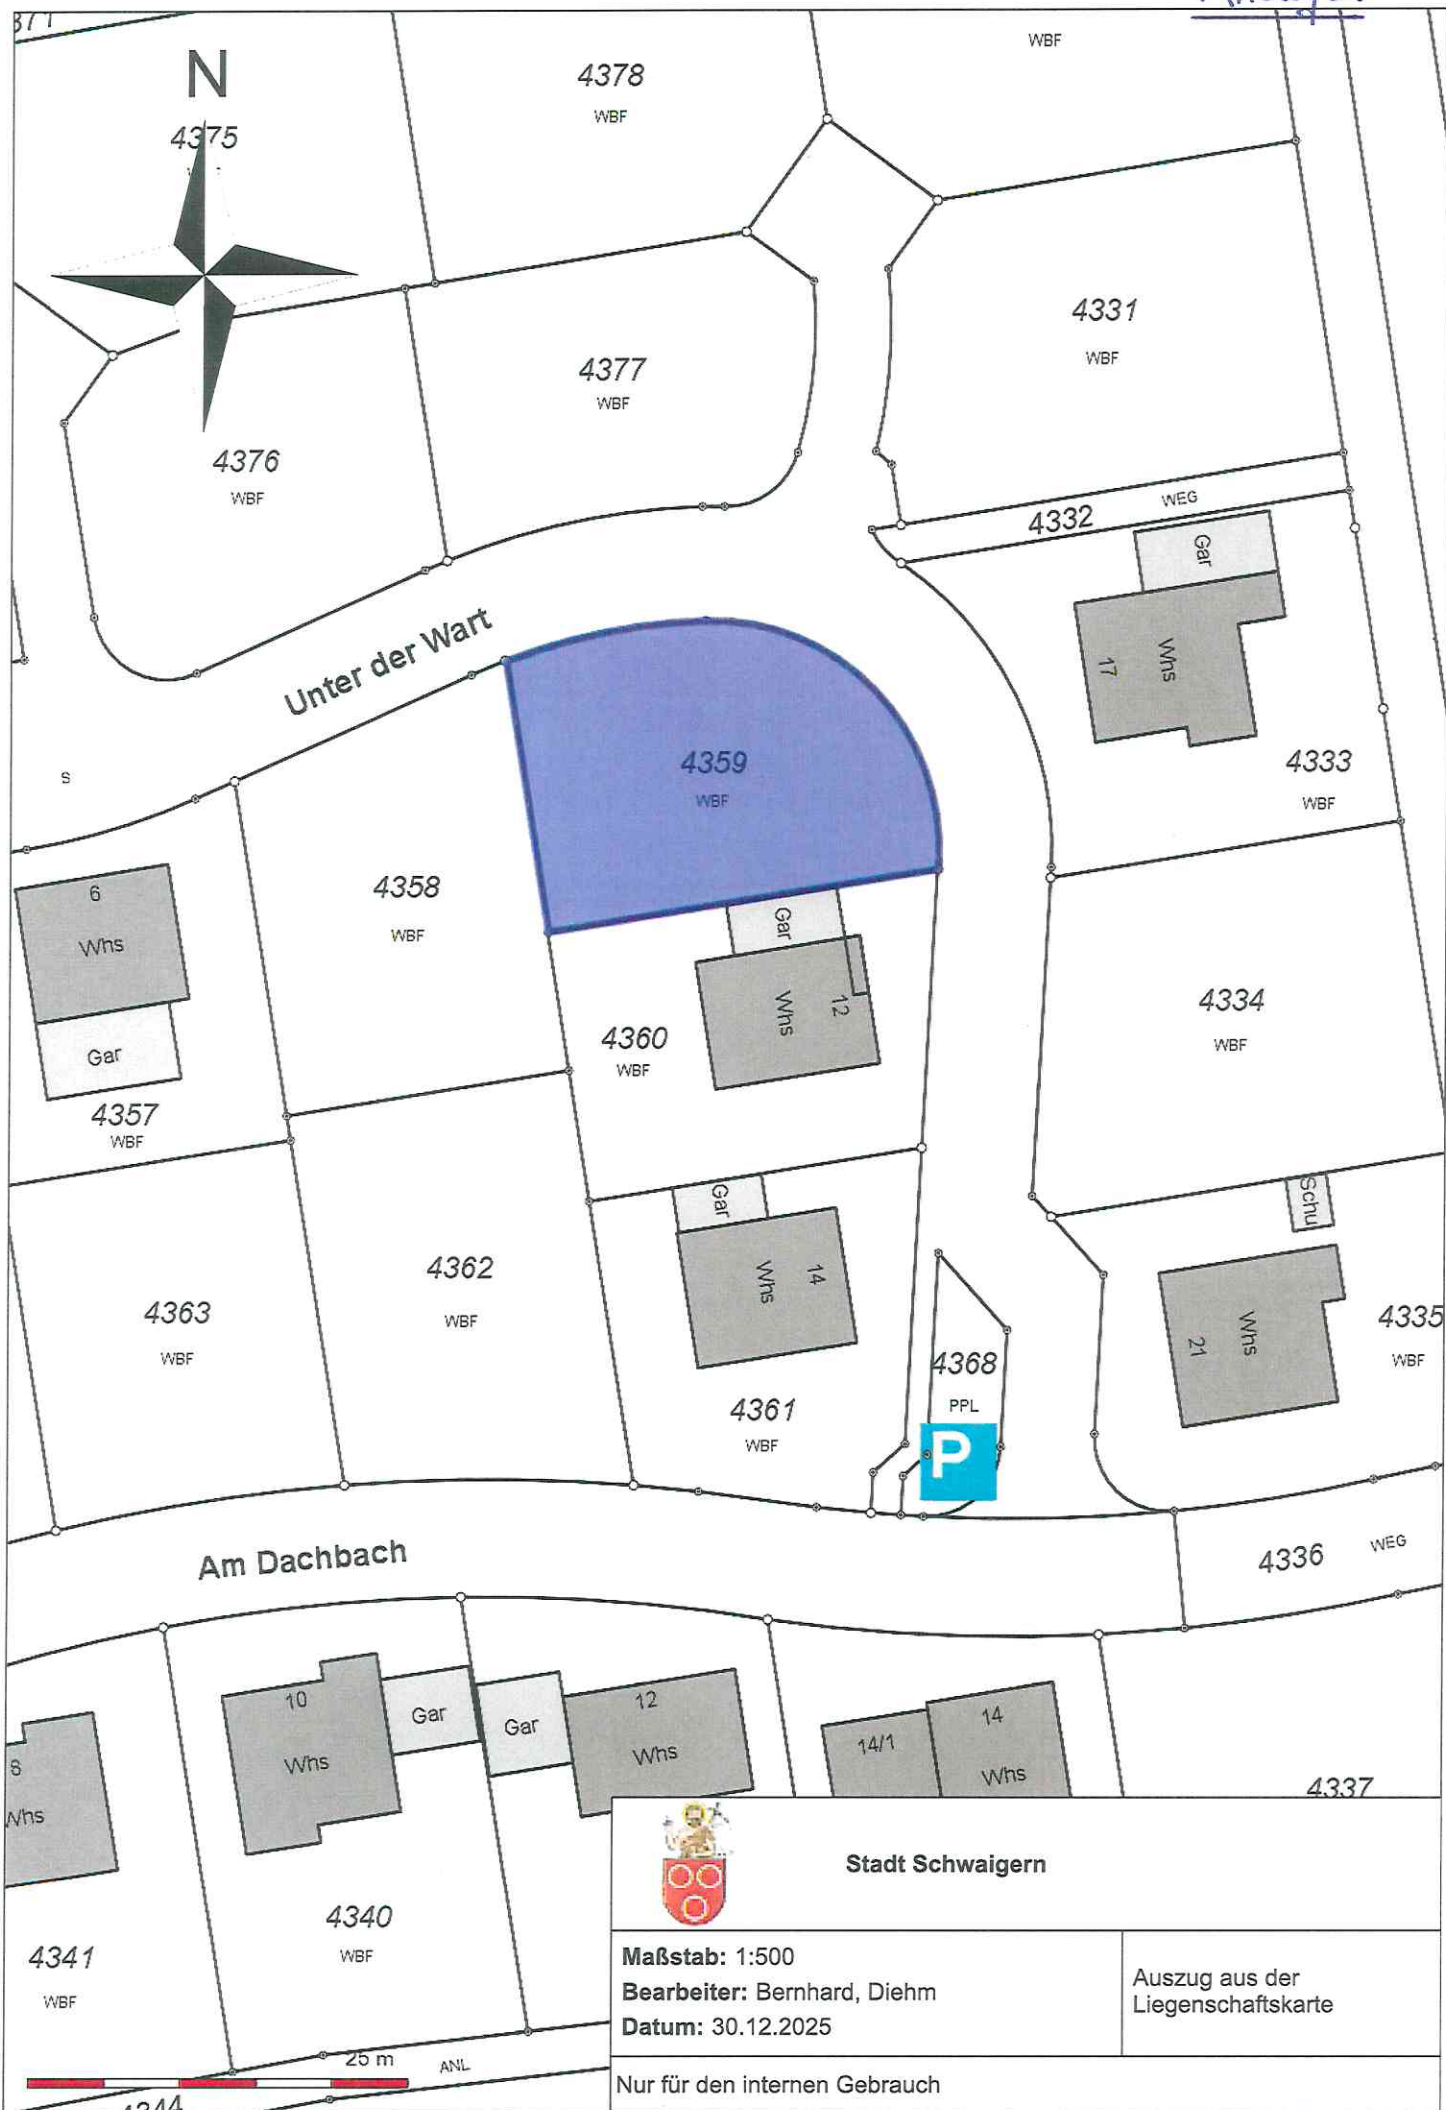 N
4375
4378
WBF
WBF
4331
WBF
4377
WBF
4376
WBF
4332
WEG
Gar
Whs
17
4333
WBF
Unter der Wart
S
4359
WBF
6
Whs
Gar
4357
WBF
4358
WBF
Gar
Whs
12
4360
WBF
4334
WBF
4363
WBF
4362
WBF
Gar
Whs
14
4361
WBF
4368
PPL
P
Schu
Whs
21
4335
WBF
Am Dachbach
4336
WEG
10
Whs
Gar
Gar
12
Whs
14/1
14
Whs
4337
8
Whs
4341
WBF
4340
WBF
25 m
ANL
4344
Stadt Schwaigern
Maßstab: 1:500
Bearbeiter: Bernhard, Diehm
Datum: 30.12.2025
Auszug aus der
Liegenschaftskarte
Nur für den internen Gebrauch